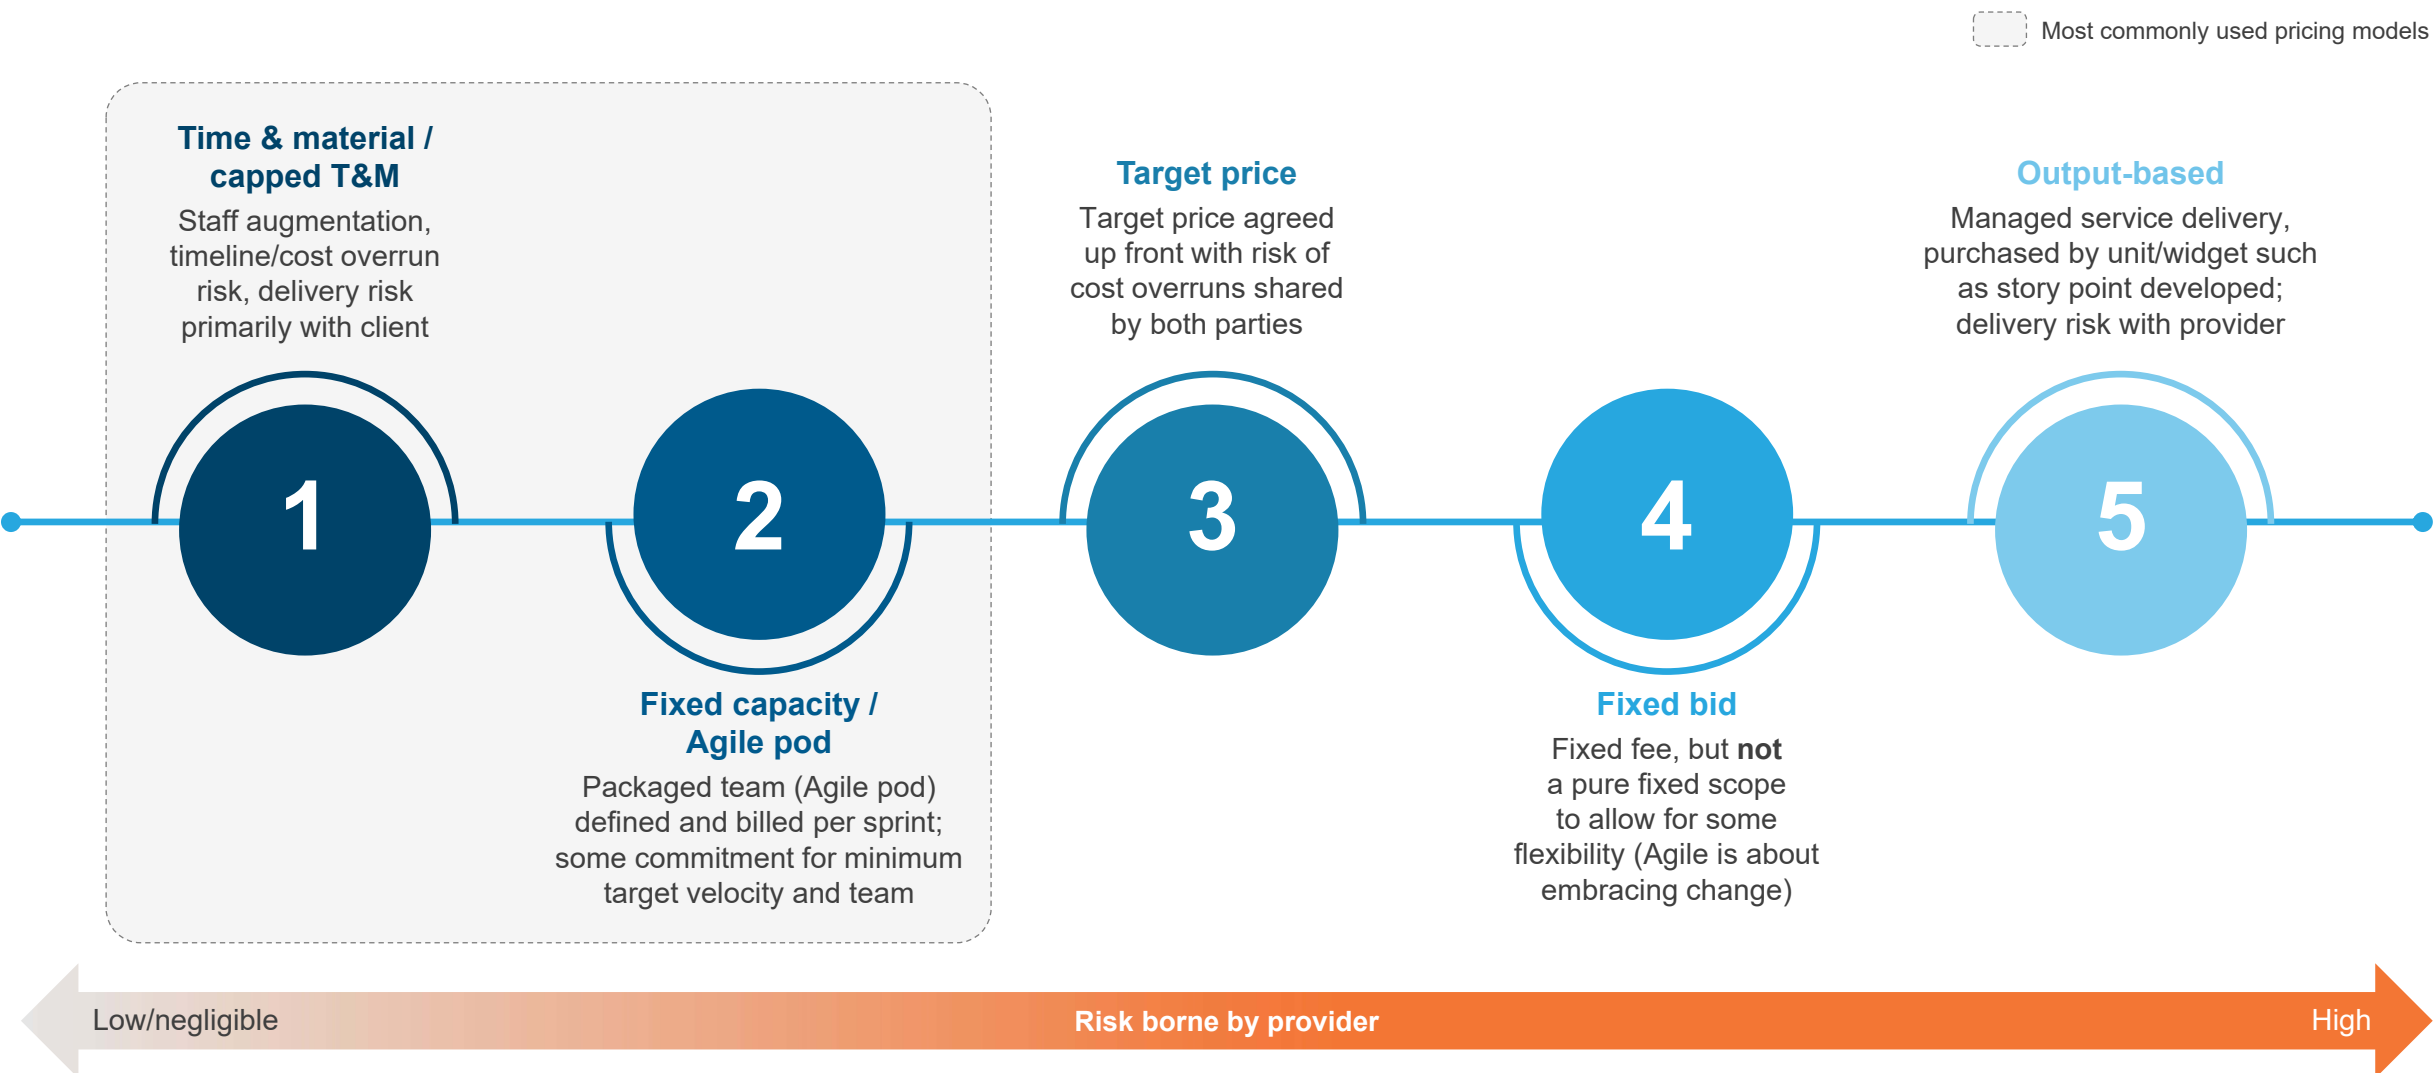 Most commonly used pricing models
Time & material /
capped T&M
Staff augmentation,
timeline/cost overrun
risk, delivery risk
primarily with client
1
2
Fixed capacity /
Agile pod
Packaged team (Agile pod)
defined and billed per sprint;
some commitment for minimum
target velocity and team
Target price
Target price agreed
up front with risk of
cost overruns shared
by both parties
3
4
Fixed bid
Fixed fee, but not
a pure fixed scope
to allow for some
flexibility (Agile is about
embracing change)
Output-based
Managed service delivery,
purchased by unit/widget such
as story point developed;
delivery risk with provider
5
Low/negligible
Risk borne by provider
High